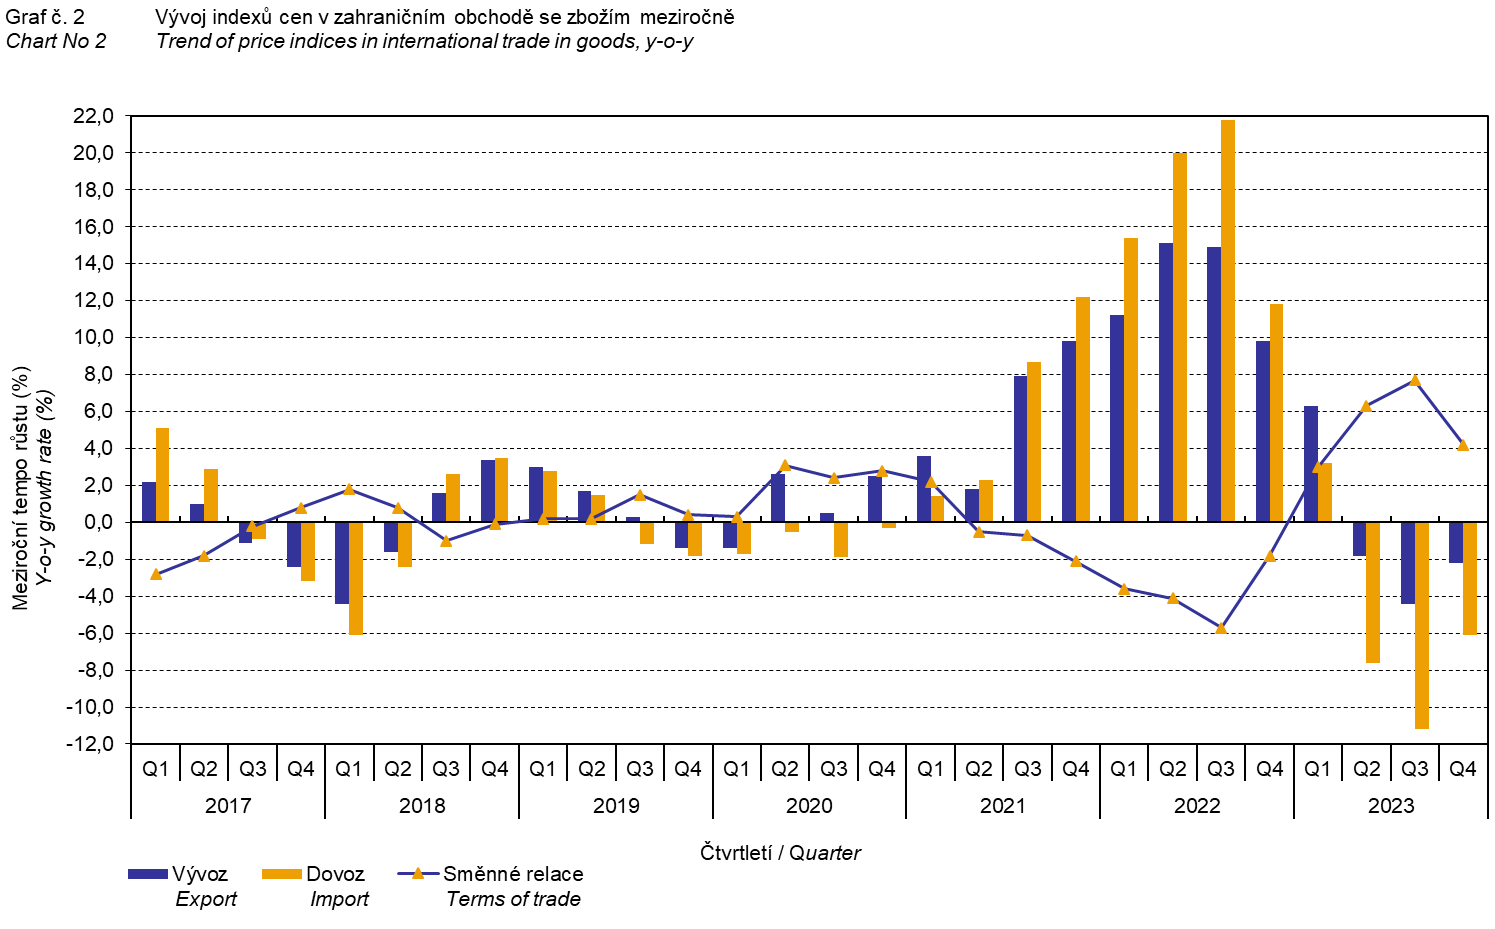 Graf č. 2 Vývoj indexů cen v zahraničním obchodě se zbožím meziročně
Chart No 2 Trend of price indices in international trade in goods, y-o-y
Meziroční tempo růstu (%)
Y-o-y growth rate (%)
22,0
20,0
18,0
16,0
14,0
12,0
10,0
8,0
6,0
4,0
2,0
0,0
-2,0
-4,0
-6,0
-8,0
-10,0
-12,0
Q1 Q2 Q3 Q4 Q1 Q2 Q3 Q4 Q1 Q2 Q3 Q4 Q1 Q2 Q3 Q4 Q1 Q2 Q3 Q4 Q1 Q2 Q3 Q4 Q1 Q2 Q3 Q4
2017 2018 2019 2020 2021 2022 2023
Čtvrtletí / Quarter
Vývoz Dovoz Směnné relace
Export Import Terms of trade